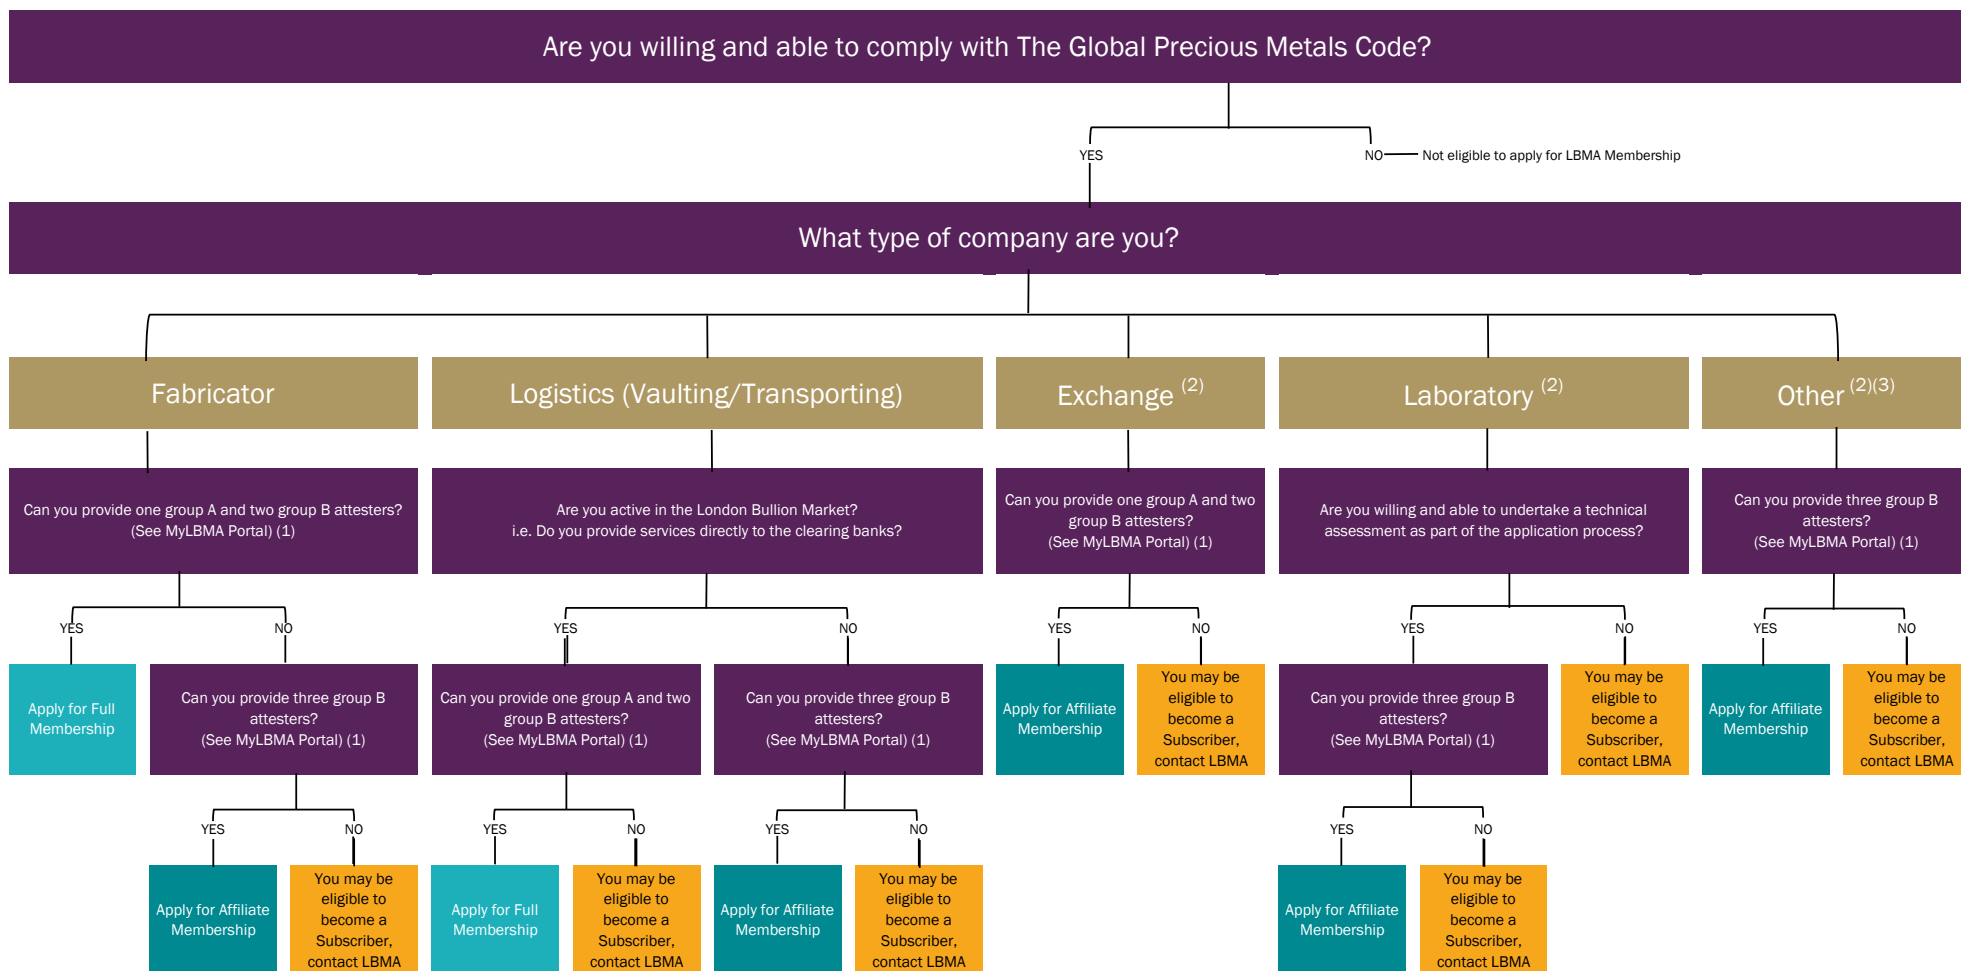 Are you willing and able to comply with The Global Precious Metals Code?
YES
NO
Not eligible to apply for LBMA Membership
What type of company are you?
Fabricator
Logistics (Vaulting/Transporting)
Exchange (2)
Laboratory (2)
Other (2)(3)
Can you provide one group A and two group B attesters?
(See MyLBMA Portal) (1)
Are you active in the London Bullion Market?
i.e. Do you provide services directly to the clearing banks?
Can you provide one group A and two
group B attesters?
(See MyLBMA Portal) (1)
Are you willing and able to undertake a technical
assessment as part of the application process?
Can you provide three group B
attesters?
(See MyLBMA Portal) (1)
YES
NO
YES
NO
YES
NO
YES
NO
YES
NO
Apply for Full
Membership
Can you provide three group B
attesters?
(See MyLBMA Portal) (1)
Can you provide one group A and two
group B attesters?
(See MyLBMA Portal) (1)
Can you provide three group B
attesters?
(See MyLBMA Portal) (1)
Apply for Affiliate
Membership
You may be
eligible to
become a
Subscriber,
contact LBMA
Can you provide three group B
attesters?
(See MyLBMA Portal) (1)
You may be
eligible to
become a
Subscriber,
contact LBMA
Apply for Affiliate
Membership
You may be
eligible to
become a
Subscriber,
contact LBMA
YES
NO
YES
NO
YES
NO
YES
NO
Apply for Affiliate
Membership
You may be
eligible to
become a
Subscriber,
contact LBMA
Apply for Full
Membership
You may be
eligible to
become a
Subscriber,
contact LBMA
Apply for Affiliate
Membership
You may be
eligible to
become a
Subscriber,
contact LBMA
Apply for Affiliate
Membership
You may be
eligible to
become a
Subscriber,
contact LBMA